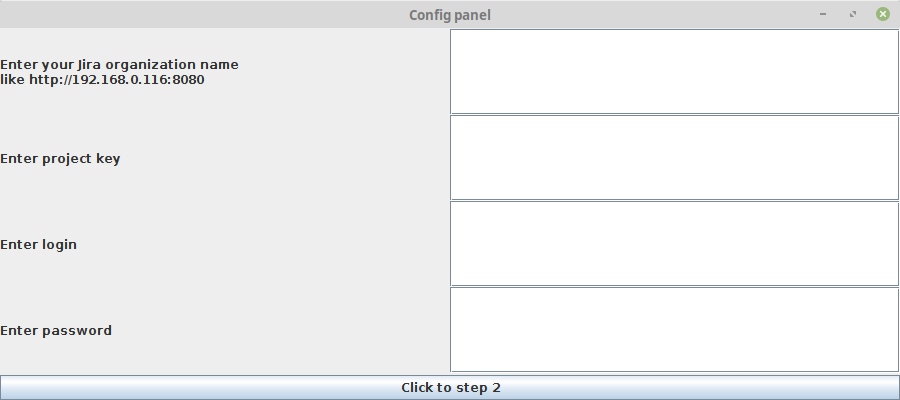 Config panel
Enter your Jira organization name
like http://192.168.0.116:8080
Enter project key
Enter login
Enter password
Click to step 2